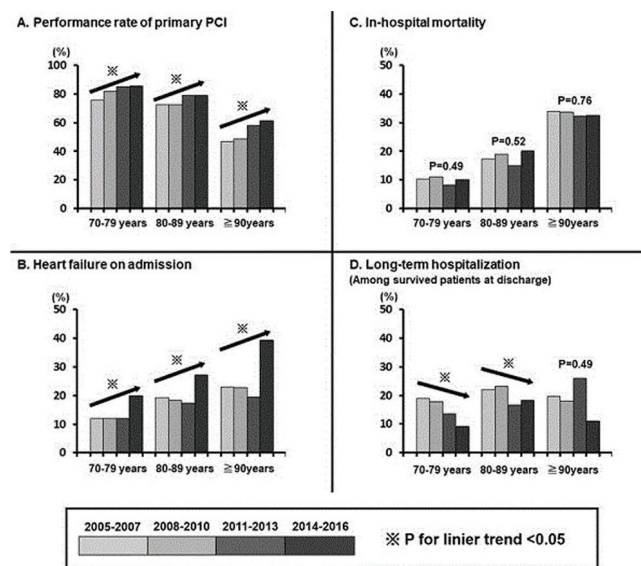 A. Performance rate of primary PCI
(%)
100
80
60
40
20
0
※
※
※
70-79 years 80-89 years ≧ 90years
C. In-hospital mortality
(%)
50
40
30
20
10
0
P=0.49
P=0.52
P=0.76
70-79 years 80-89 years ≧ 90years
B. Heart failure on admission
(%)
50
40
30
20
10
0
※
※
※
70-79 years 80-89 years ≧ 90years
D. Long-term hospitalization
(Among survived patients at discharge)
(%)
50
40
30
20
10
0
※
※
P=0.49
70-79 years 80-89 years ≧ 90years
2005-2007 2008-2010 2011-2013 2014-2016
※ P for linier trend <0.05